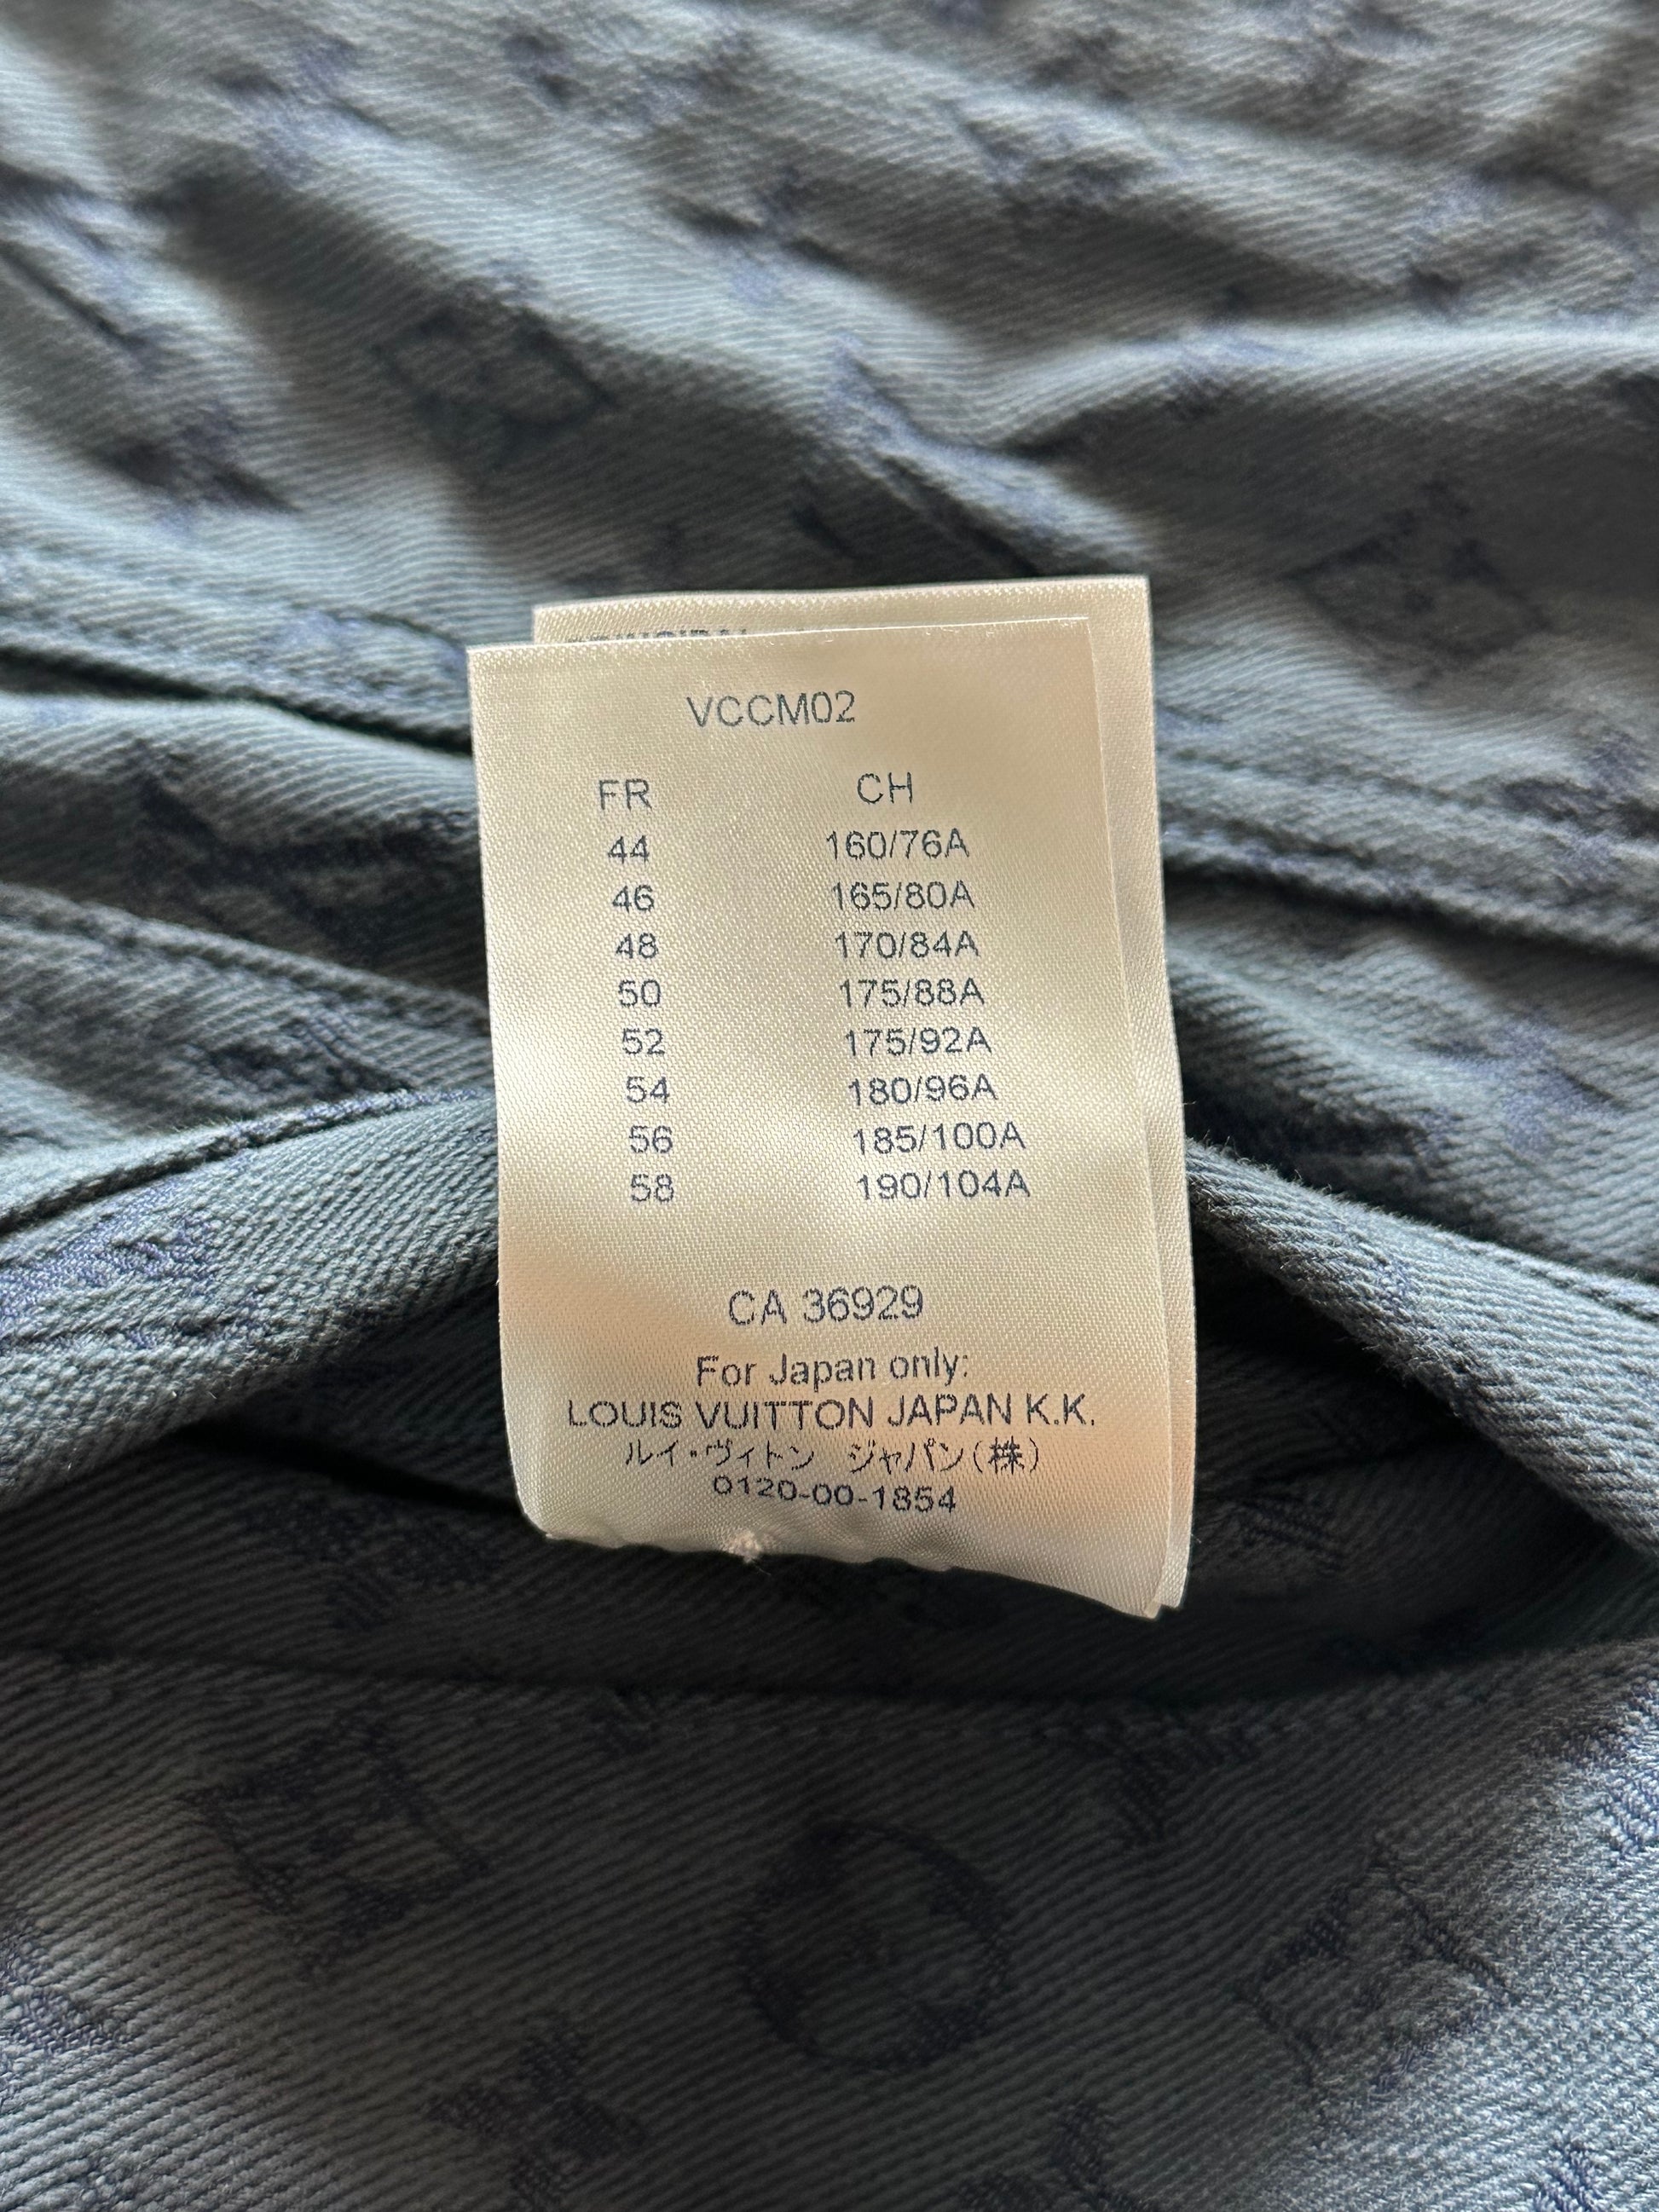 VCCM02
FR CH
44 160/76A
46 165/80A
48 170/84A
50 175/88A
52 175/92A
54 180/96A
56 185/100A
58 190/104A
CA 36929
For Japan only:
LOUIS VUITTON JAPAN K.K.
ルイ・ヴィトン ジャパン(株)
0120-00-1854